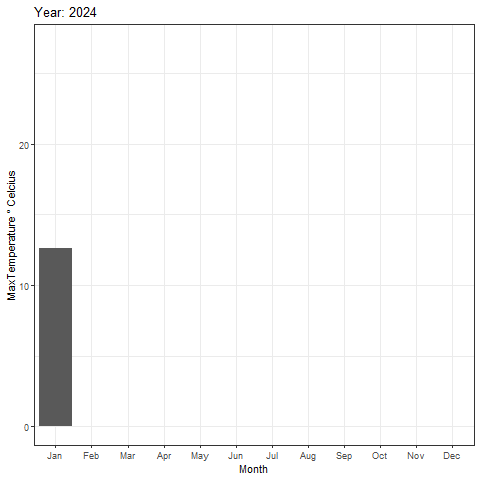 Year: 2024
MaxTemperature ° Celcius
20
10
0
Jan Feb Mar Apr May Jun Jul Aug Sep Oct Nov Dec
Month